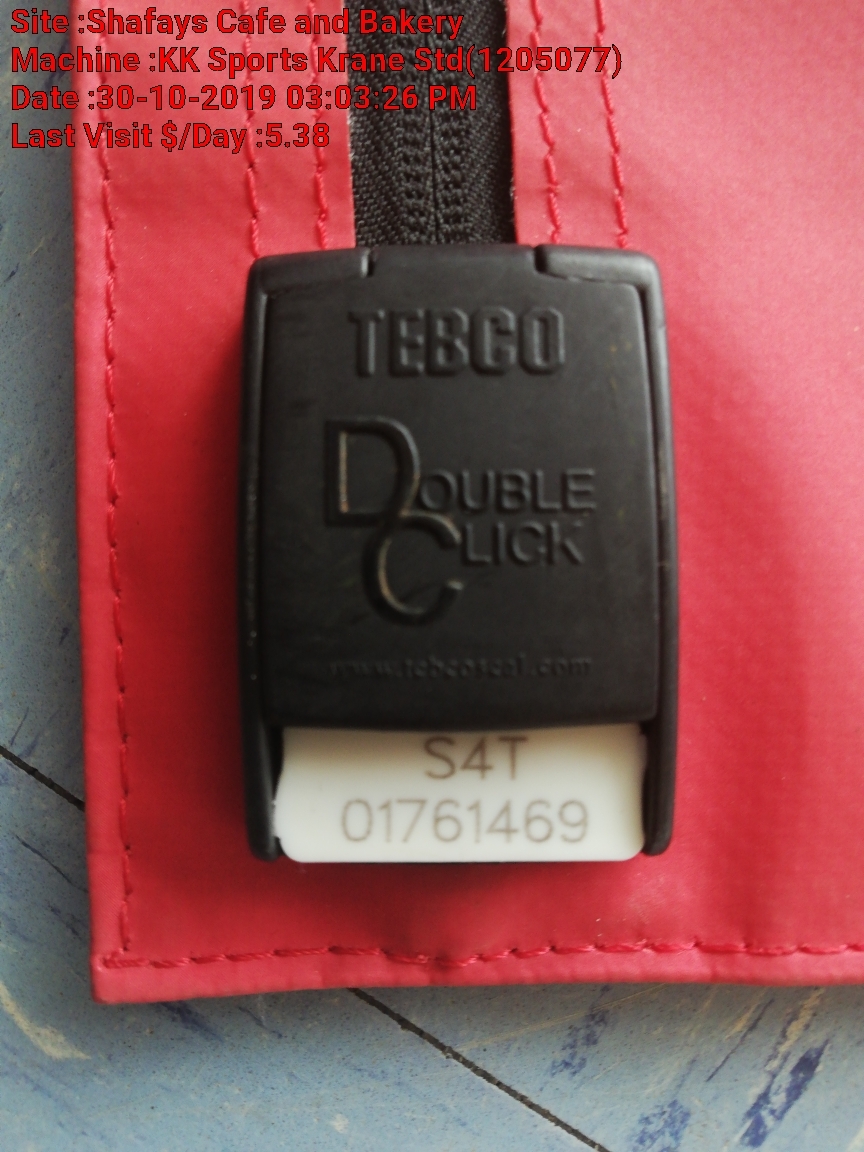 Site :Shafays Cafe and Bakery
Machine :KK Sports Krane Std(1205077)
Date :30-10-2019 03:03:26 PM
Last Visit $/Day :5.38
TEBCO
DOUBLE
CLICK
S4T
01761469